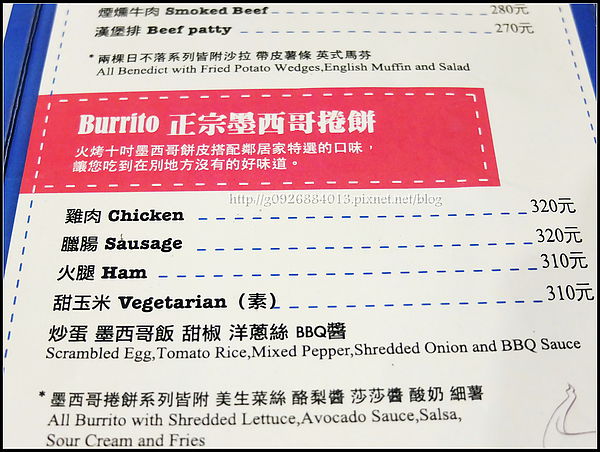 煙燻牛肉 Smoked Beef 280元
漢堡排 Beef patty 270元
*兩棵日不落系列皆附沙拉 帶皮薯條 英式馬芬
All Benedict with Fried Potato Wedges,English Muffin and Salad
Burrito 正宗墨西哥捲餅
火烤十吋墨西哥餅皮搭配鄰居家特選的口味，
讓您吃到在別地方沒有的好味道。
http://g0926884013.pixnet.net/blog
雞肉 Chicken 320元
臘腸 Sausage 320元
火腿 Ham 310元
甜玉米 Vegetarian（素） 310元
炒蛋 墨西哥飯 甜椒 洋蔥絲 BBQ醬
Scrambled Egg,Tomato Rice,Mixed Pepper,Shredded Onion and BBQ Sauce
*墨西哥捲餅系列皆附 美生菜絲 酪梨醬 莎莎醬 酸奶 細薯
All Burrito with Shredded Lettuce,Avocado Sauce,Salsa,
Sour Cream and Fries